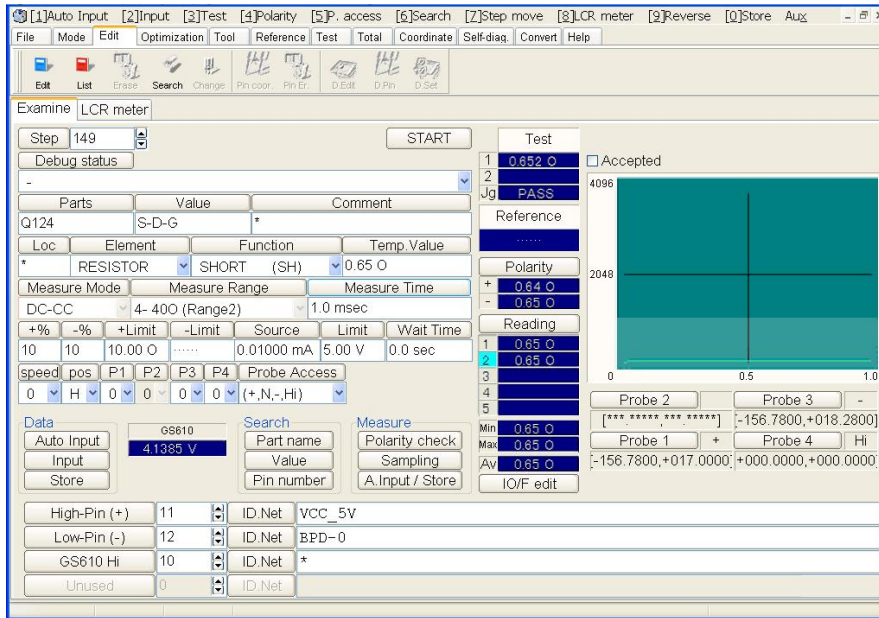 [1]Auto Input [2]Input [3]Test [4]Polarity [5]P. access [6]Search [7]Step move [8]LCR meter [9]Reverse [0]Store Aux
File Mode Edit Optimization Tool Reference Test Total Coordinate Self-diag. Convert Help
Edit List Erase Search Change Pin coor. Pin Er. D.Edit D.Pin D.Set
Examine LCR meter
Step 149 START Test
1 0.652 O
Debug status Accepted
2
- Jg PASS 4096
Parts Value Comment Reference
Q124 S-D-G *
Loc Element Function Temp.Value ......
* RESISTOR SHORT (SH) 0.65 O Polarity
Measure Mode Measure Range Measure Time + 0.64 O 2048
DC-CC 4- 40O (Range2) 1.0 msec - 0.65 O
+% -% +Limit -Limit Source Limit Wait Time Reading
10 10 10.00 O ...... 0.01000 mA 5.00 V 0.0 sec 1 0.65 O
2 0.65 O
speed pos P1 P2 P3 P4 Probe Access 3 0 0.5 1.0
0 H 0 0 0 0 (+,N,-,Hi) 4 Probe 2 Probe 3 -
5 [***.*****,***.*****] [-156.7800,+018.2800]
Data GS610 Search Measure Min 0.65 O
Auto Input 4.1385 V Part name Polarity check Max 0.65 O Probe 1 + Probe 4 Hi
Input Value Sampling Av 0.65 O [-156.7800,+017.0000] [+000.0000,+000.0000]
Store Pin number A.Input / Store IO/F edit
High-Pin (+) 11 ID.Net VCC_5V
Low-Pin (-) 12 ID.Net BPD-0
GS610 Hi 10 ID.Net *
Unused 0 ID.Net